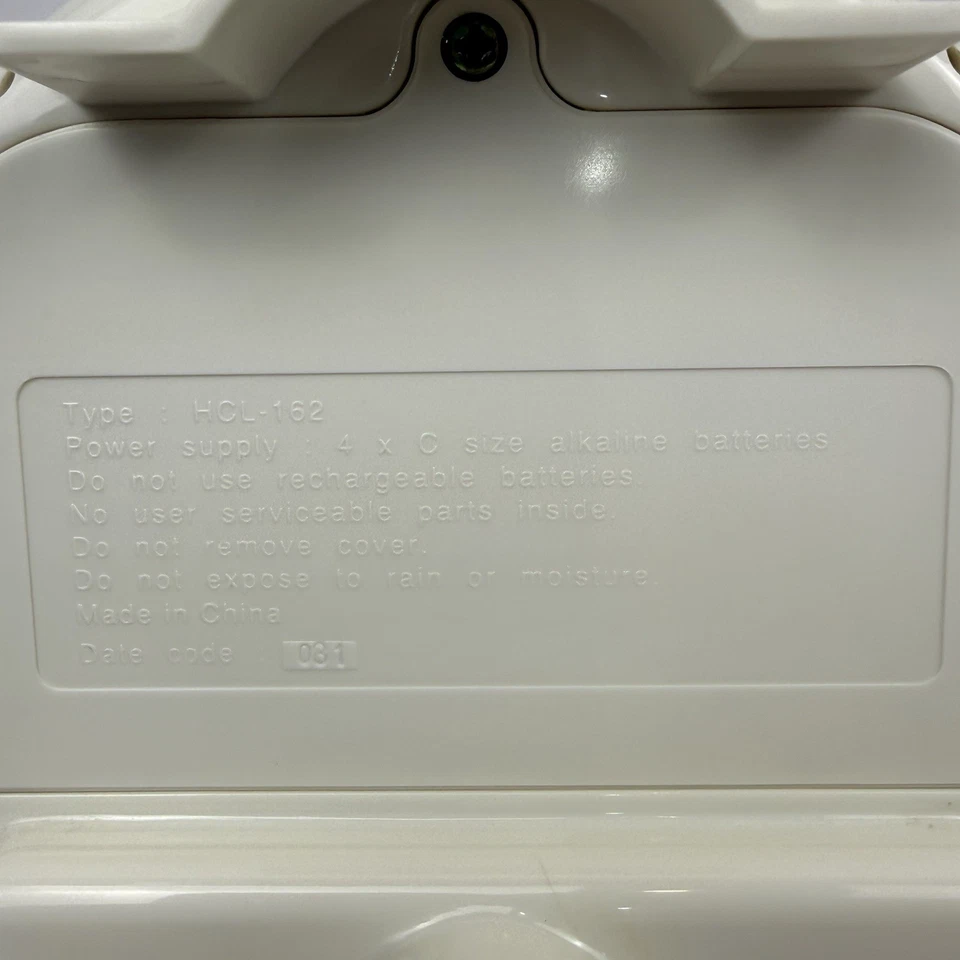 Type : HCL-162
Power supply : 4 x C size alkaline batteries
Do not use rechargeable batteries.
No user serviceable parts inside.
Do not remove cover.
Do not expose to rain or moisture.
Made in China
Date code 031